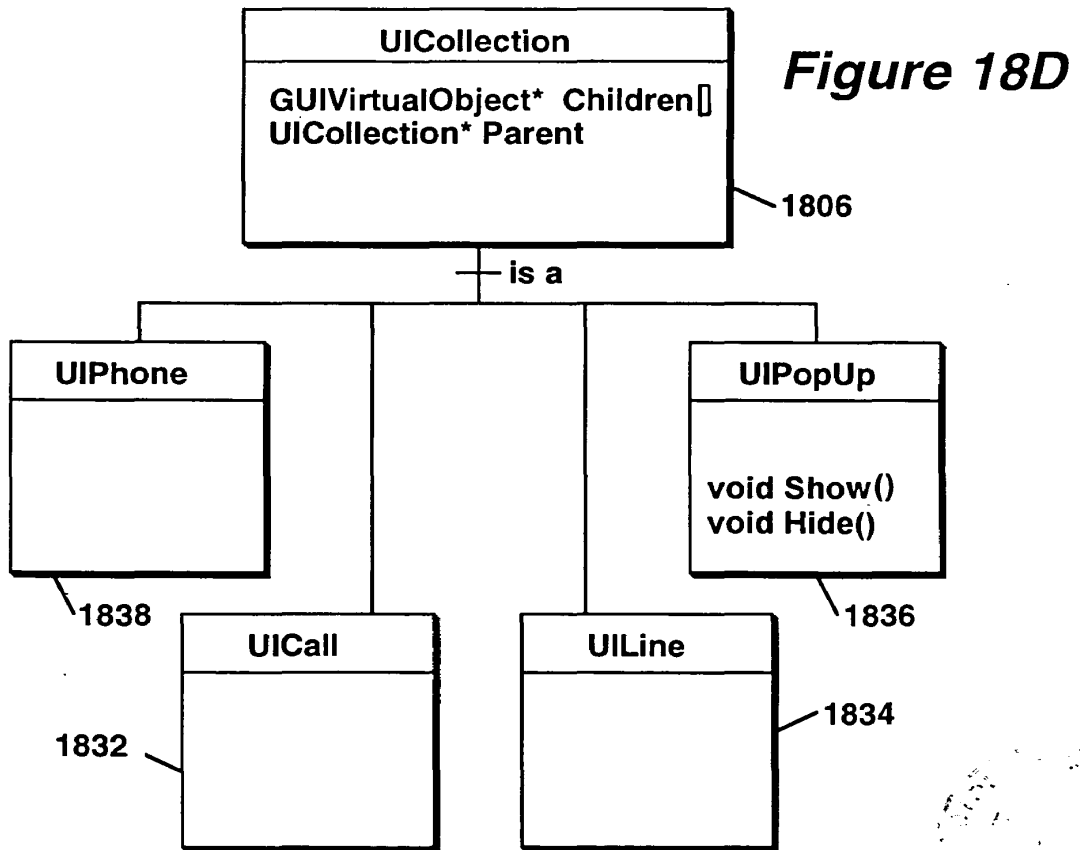 UICollection
Figure 18D
GUIVirtualObject* Children[]
UICollection* Parent
1806
is a
UIPhone
UIPopUp
void Show()
void Hide()
1838
1836
UICall
UILine
1834
1832